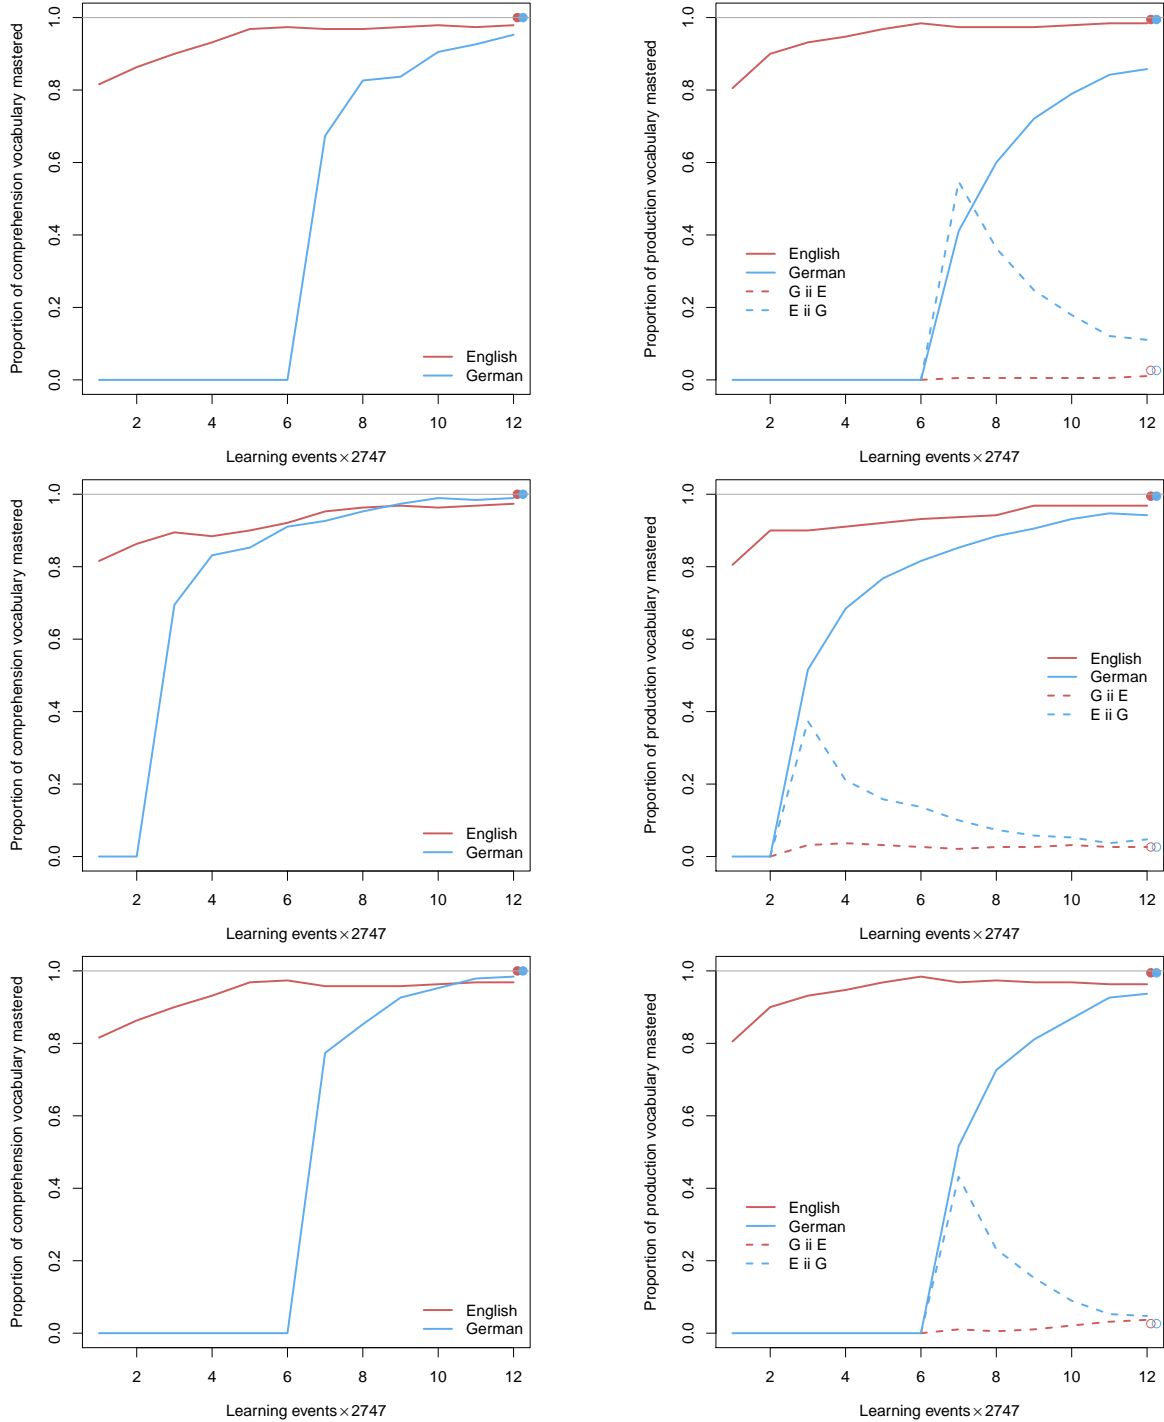 Proportion of comprehension vocabulary mastered
1.0
0.8
0.6
0.4
0.2
0.0
English
German
2 4 6 8 10 12
Learning events × 2747
Proportion of production vocabulary mastered
1.0
0.8
0.6
0.4
0.2
0.0
English
German
G ii E
E ii G
2 4 6 8 10 12
Learning events × 2747
Proportion of comprehension vocabulary mastered
1.0
0.8
0.6
0.4
0.2
0.0
English
German
2 4 6 8 10 12
Learning events × 2747
Proportion of production vocabulary mastered
1.0
0.8
0.6
0.4
0.2
0.0
English
German
G ii E
E ii G
2 4 6 8 10 12
Learning events × 2747
Proportion of comprehension vocabulary mastered
1.0
0.8
0.6
0.4
0.2
0.0
English
German
2 4 6 8 10 12
Learning events × 2747
Proportion of production vocabulary mastered
1.0
0.8
0.6
0.4
0.2
0.0
English
German
G ii E
E ii G
2 4 6 8 10 12
Learning events × 2747